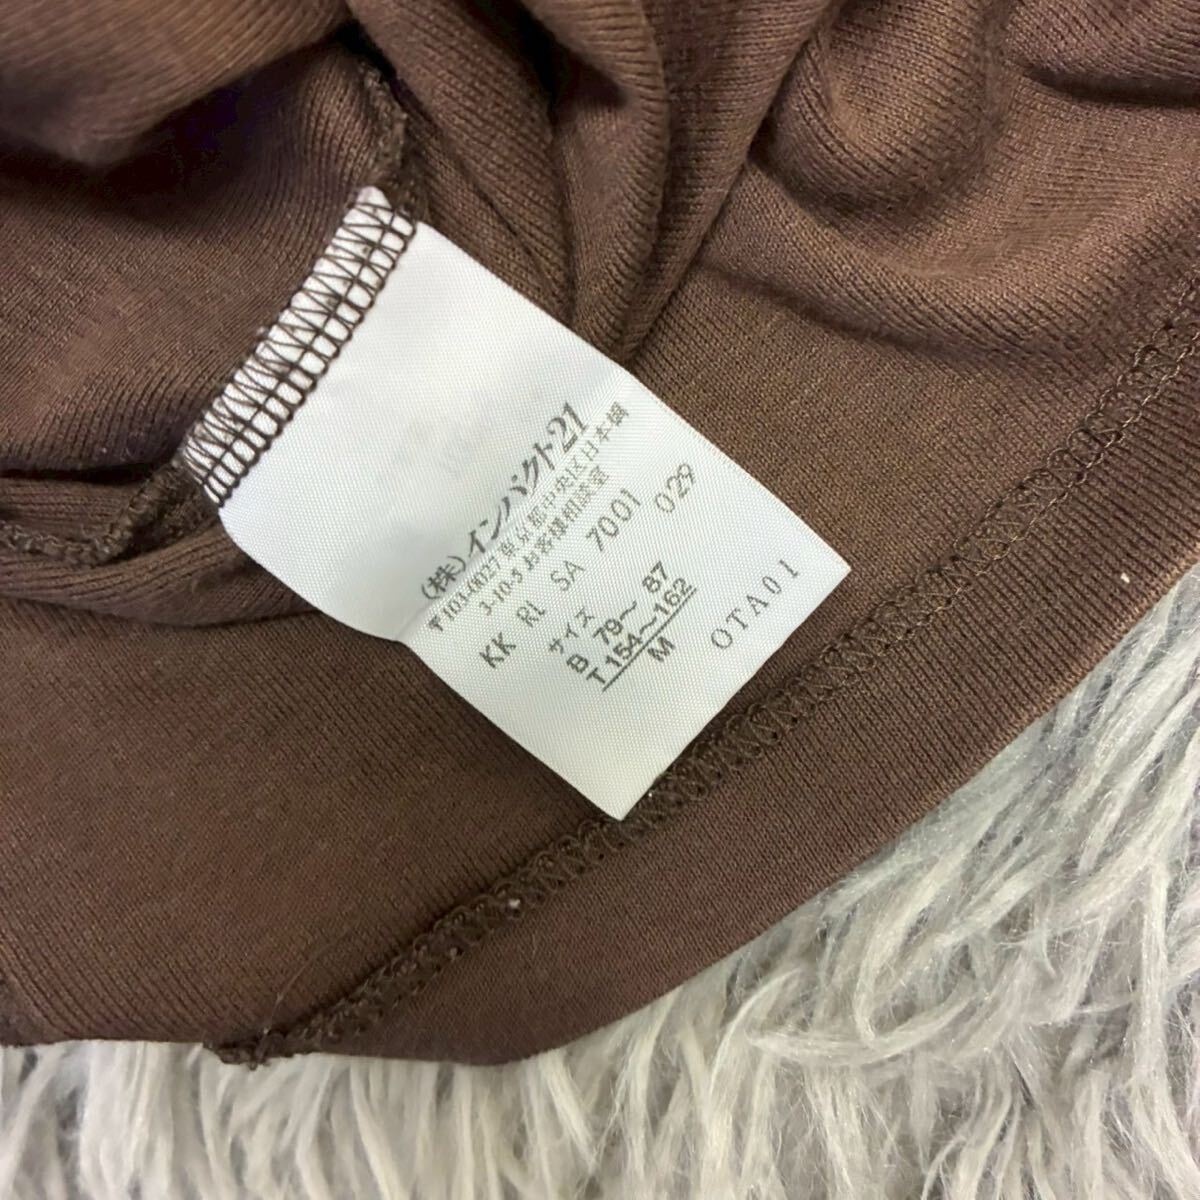 (株)インパクト21
〒103-0027 東京都中央区日本橋
3-10-5 お客様相談室
KK RL SA 7001 029
サイズ
B 79～ 87
T 154～162
M
OTA01